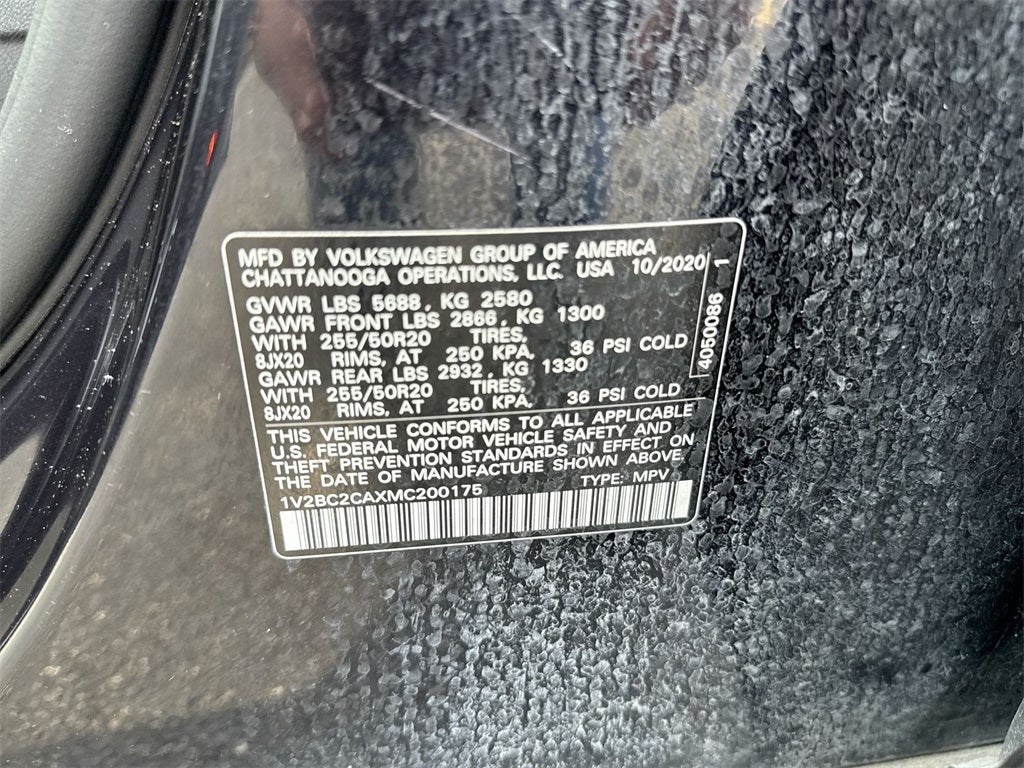 MFD BY VOLKSWAGEN GROUP OF AMERICA
CHATTANOOGA OPERATIONS, LLC. USA 10/2020
GVWR LBS 5688, KG 2580
GAWR FRONT LBS 2866, KG 1300
WITH 255/50R20 TIRES,
8JX20 RIMS, AT 250 KPA, 36 PSI COLD
GAWR REAR LBS 2932, KG 1330
WITH 255/50R20 TIRES,
8JX20 RIMS, AT 250 KPA, 36 PSI COLD
THIS VEHICLE CONFORMS TO ALL APPLICABLE
U.S. FEDERAL MOTOR VEHICLE SAFETY AND
THEFT PREVENTION STANDARDS IN EFFECT ON
THE DATE OF MANUFACTURE SHOWN ABOVE.
1V2BC2CAXMC200175 TYPE: MPV
4050086 1